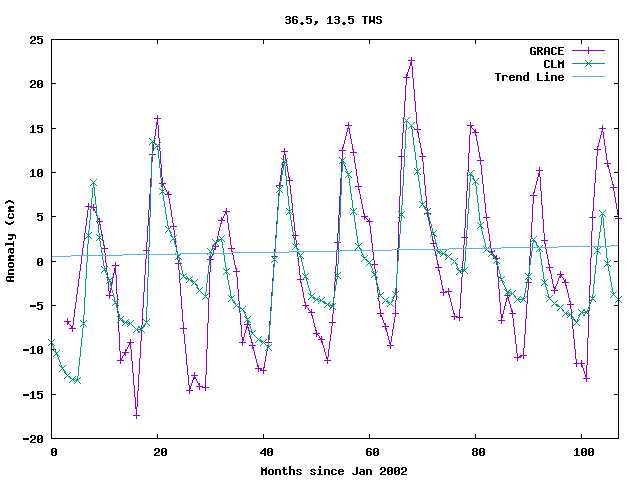 36.5, 13.5 TWS
GRACE
CLM
Trend Line
25
20
15
10
5
0
-5
-10
-15
-20
Anomaly (cm)
0 20 40 60 80 100
Months since Jan 2002